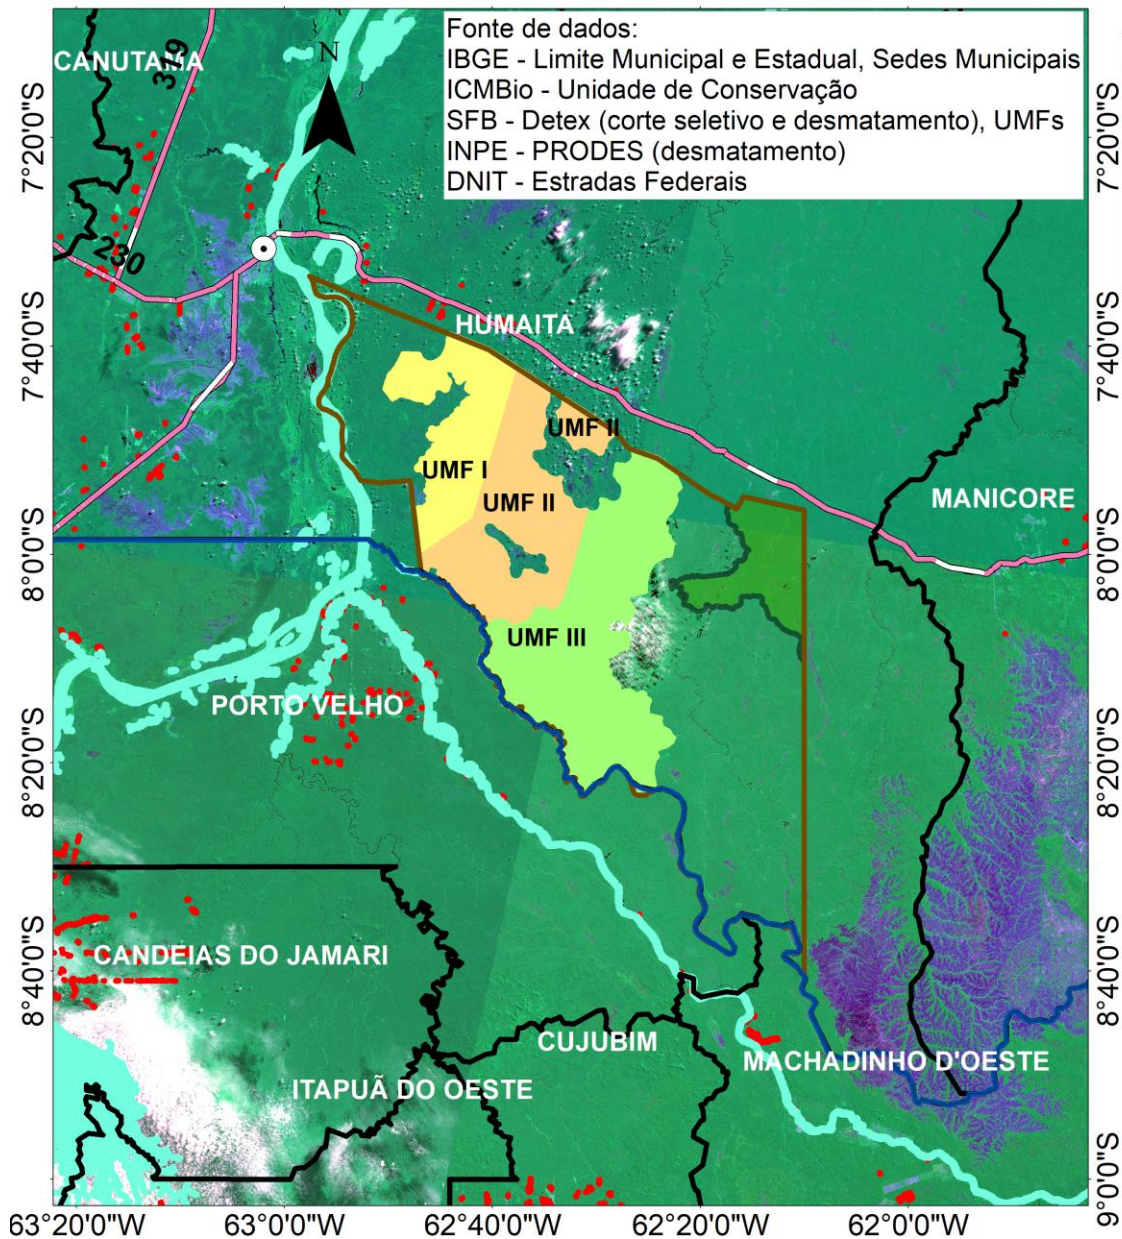 Fonte de dados:
IBGE - Limite Municipal e Estadual, Sedes Municipais
ICMBio - Unidade de Conservação
SFB - Detex (corte seletivo e desmatamento), UMFs
INPE - PRODES (desmatamento)
DNIT - Estradas Federais
N
CANUTAMA
319
230
HUMAITÁ
UMF II
UMF I
UMF II
MANICORE
UMF III
PORTO VELHO
CANDEIAS DO JAMARI
CUJUBIM
MACHADINHO D'OESTE
ITAPUÃ DO OESTE
7°20'0"S
7°40'0"S
8°0'0"S
8°20'0"S
8°40'0"S
7°20'0"S
7°40'0"S
8°0'0"S
8°20'0"S
8°40'0"S
9°0'0"S
63°20'0"W
63°0'0"W
62°40'0"W
62°20'0"W
62°0'0"W